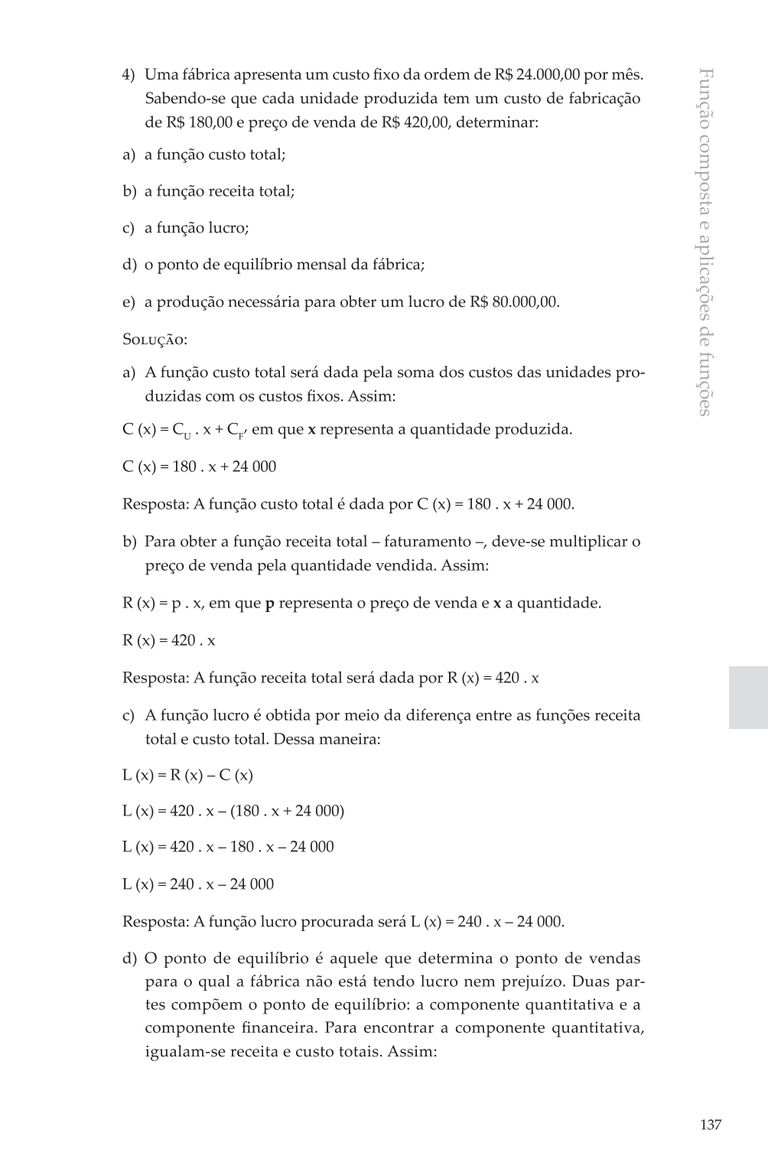 4) Uma fábrica apresenta um custo fixo da ordem de R$ 24.000,00 por mês.
Sabendo-se que cada unidade produzida tem um custo de fabricação
de R$ 180,00 e preço de venda de R$ 420,00, determinar:
a) a função custo total;
b) a função receita total;
c) a função lucro;
d) o ponto de equilíbrio mensal da fábrica;
e) a produção necessária para obter um lucro de R$ 80.000,00.
Solução:
a) A função custo total será dada pela soma dos custos das unidades pro-
duzidas com os custos fixos. Assim:
C (x) = C_U . x + C_F, em que x representa a quantidade produzida.
C (x) = 180 . x + 24 000
Resposta: A função custo total é dada por C (x) = 180 . x + 24 000.
b) Para obter a função receita total – faturamento –, deve-se multiplicar o
preço de venda pela quantidade vendida. Assim:
R (x) = p . x, em que p representa o preço de venda e x a quantidade.
R (x) = 420 . x
Resposta: A função receita total será dada por R (x) = 420 . x
c) A função lucro é obtida por meio da diferença entre as funções receita
total e custo total. Dessa maneira:
L (x) = R (x) – C (x)
L (x) = 420 . x – (180 . x + 24 000)
L (x) = 420 . x – 180 . x – 24 000
L (x) = 240 . x – 24 000
Resposta: A função lucro procurada será L (x) = 240 . x – 24 000.
d) O ponto de equilíbrio é aquele que determina o ponto de vendas
para o qual a fábrica não está tendo lucro nem prejuízo. Duas par-
tes compõem o ponto de equilíbrio: a componente quantitativa e a
componente financeira. Para encontrar a componente quantitativa,
igualam-se receita e custo totais. Assim:
Função composta e aplicações de funções
137